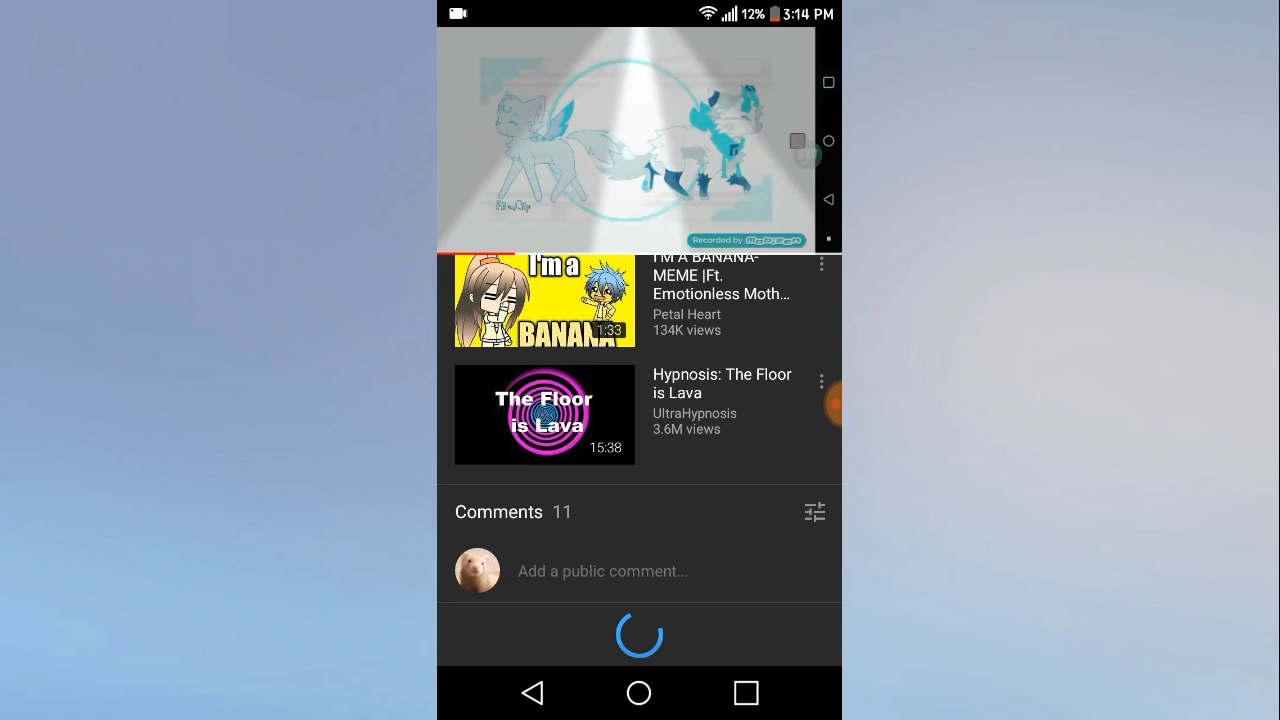 12% 3:14 PM
Recorded by mobizen
I'm a
BANANA
1:33
I'M A BANANA-
MEME |Ft.
Emotionless Moth...
Petal Heart
134K views
The Floor
is Lava
15:38
Hypnosis: The Floor
is Lava
UltraHypnosis
3.6M views
Comments 11
Add a public comment...